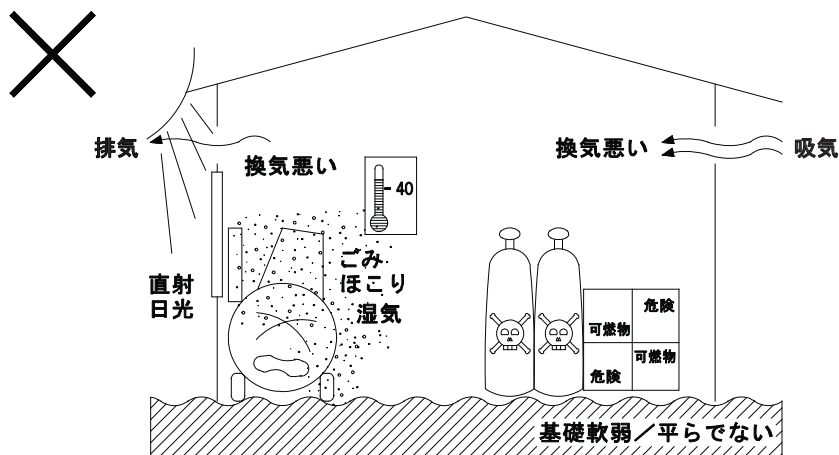 排気
換気悪い
換気悪い
吸気
40
ごみ
ほこり
湿気
直射
日光
危険
可燃物
可燃物
危険
基礎軟弱／平らでない